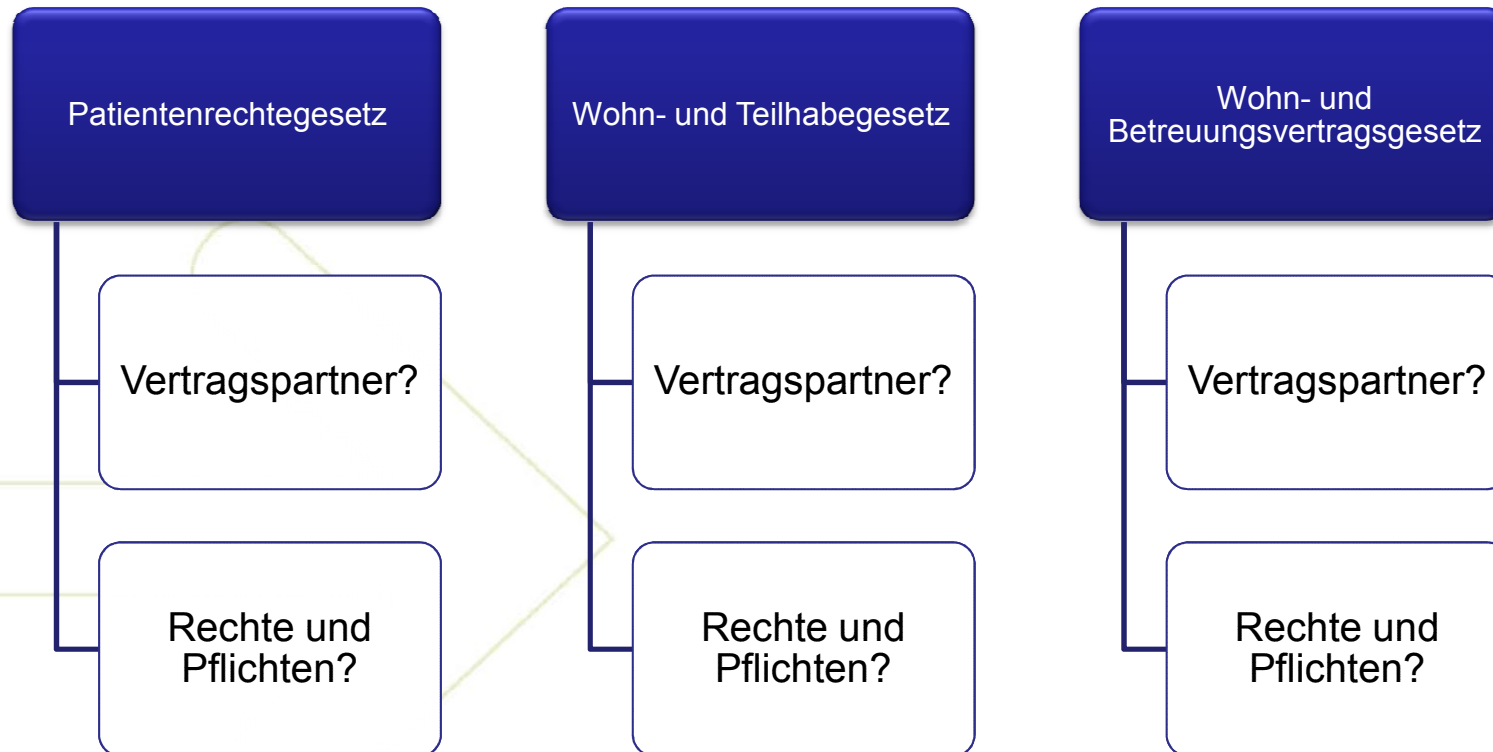 Patientenrechtegesetz
Vertragspartner?
Rechte und
Pflichten?
Wohn- und Teilhabegesetz
Vertragspartner?
Rechte und
Pflichten?
Wohn- und
Betreuungsvertragsgesetz
Vertragspartner?
Rechte und
Pflichten?